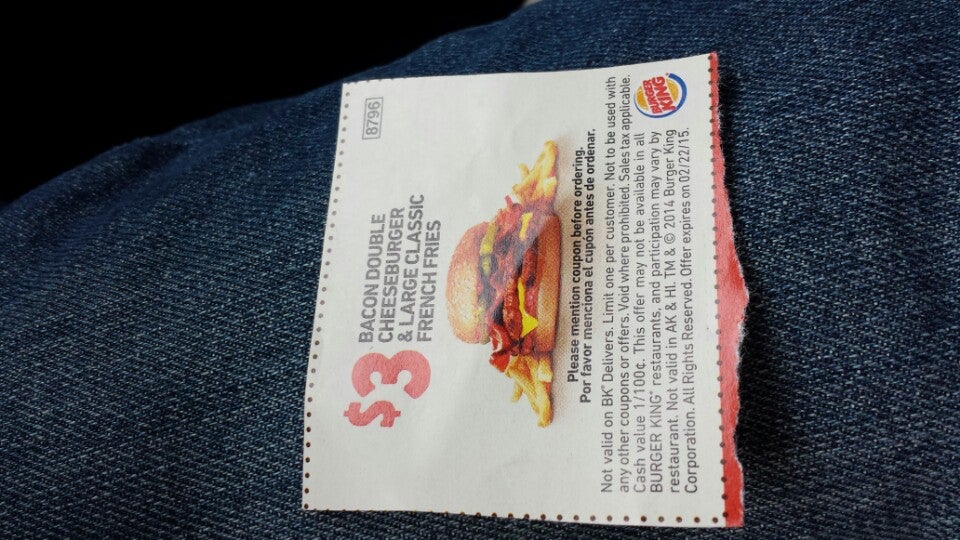 8796
$3
BACON DOUBLE
CHEESEBURGER
& LARGE CLASSIC
FRENCH FRIES
Please mention coupon before ordering.
Por favor menciona el cupón antes de ordenar.
Not valid on BK® Delivers. Limit one per customer. Not to be used with
any other coupons or offers. Void where prohibited. Sales tax applicable.
Cash value 1/100¢. This offer may not be available in all
BURGER KING® restaurants, and participation may vary by
restaurant. Not valid in AK & HI. TM & © 2014 Burger King
Corporation. All Rights Reserved. Offer expires on 02/22/15.
BURGER
KING